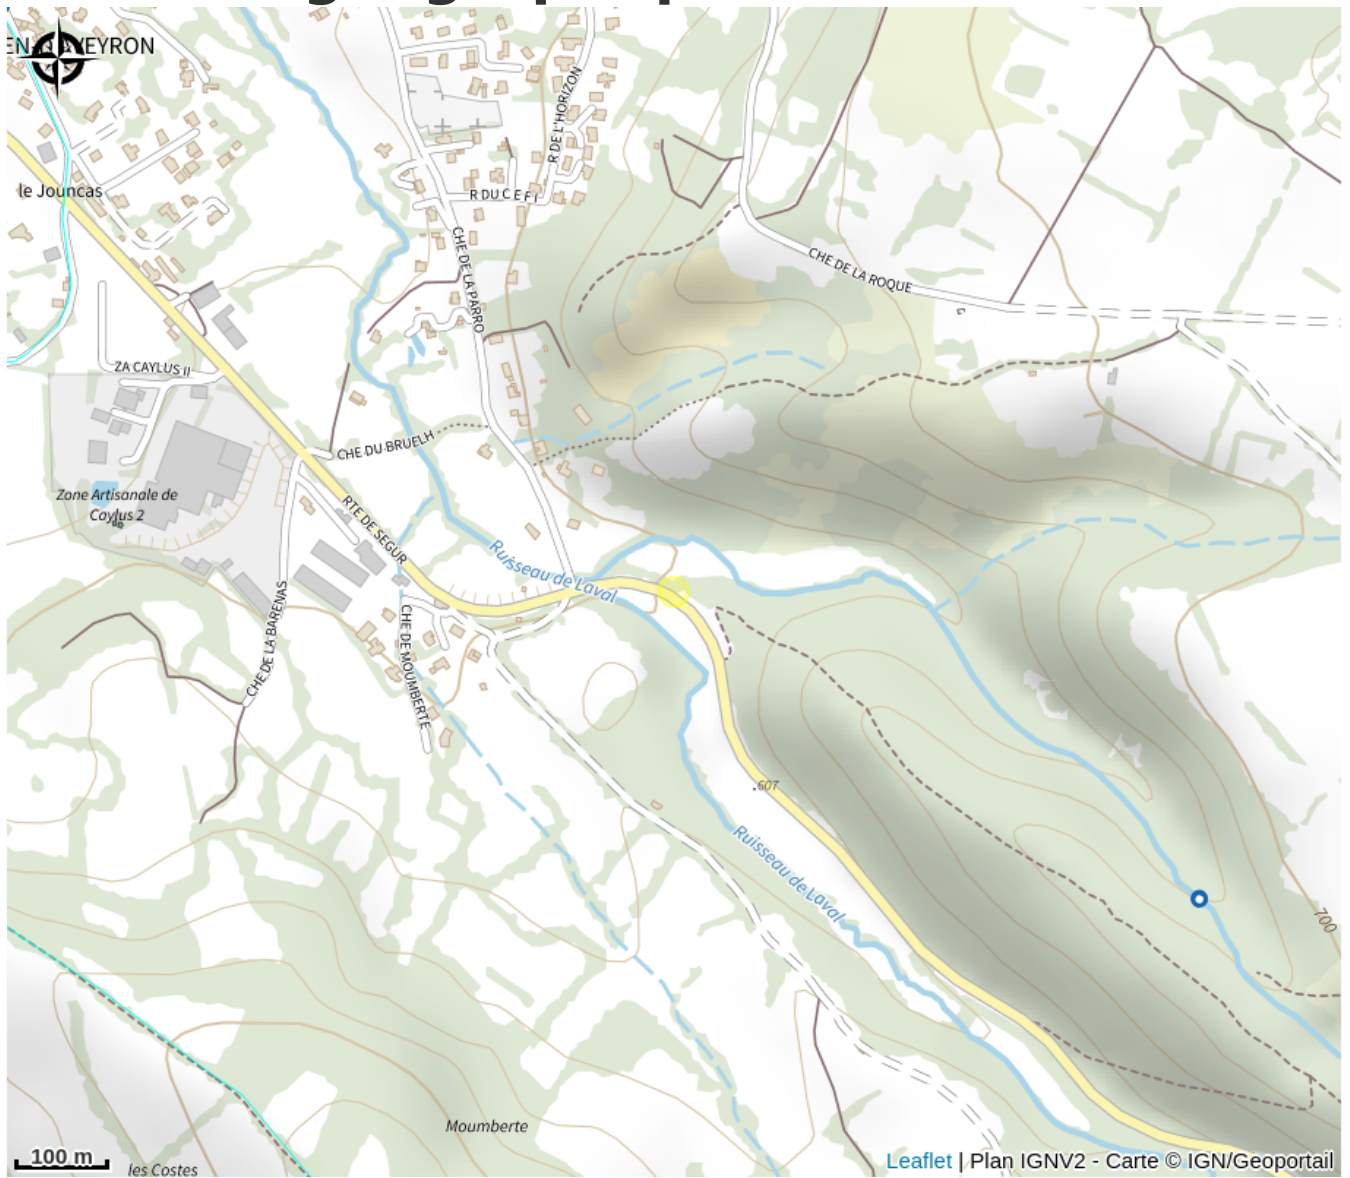 AVEYRON
R DE L'HORIZON
le Jouncas
R DU C E F I
CHE DE LA PARRO
CHE DE LA ROQUE
ZA CAYLUS II
CHE DU BRUELH
Zone Artisanale de
Caylus 2
RTE DE SEGUR
Ruisseau de Laval
CHE DE LA BARENAS
CHE DE MOUMBERTE
.607
Ruisseau de Laval
700
Moumberte
100 m
les Costes
Leaflet | Plan IGNV2 - Carte © IGN/Geoportail